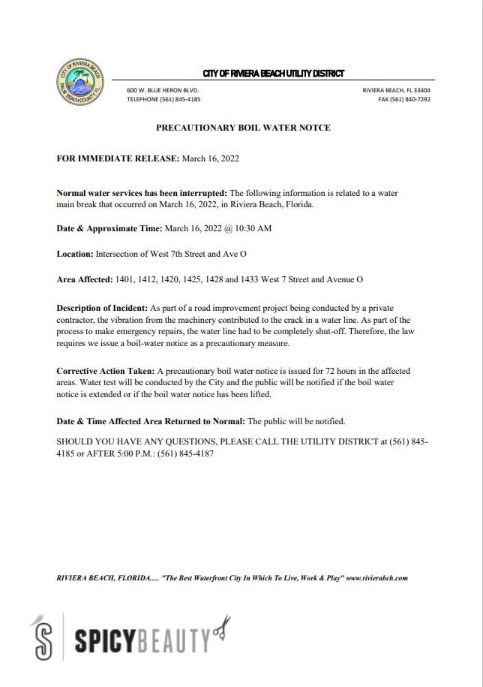 CITY OF RIVIERA BEACH
PALM BEACH COUNTY, FL
CITY OF RIVIERA BEACH UTILITY DISTRICT
600 W. BLUE HERON BLVD. RIVIERA BEACH, FL 33404
TELEPHONE (561) 845-4185 FAX (561) 840-7292
PRECAUTIONARY BOIL WATER NOTCE
FOR IMMEDIATE RELEASE: March 16, 2022
Normal water services has been interrupted: The following information is related to a water
main break that occurred on March 16, 2022, in Riviera Beach, Florida.
Date & Approximate Time: March 16, 2022 @ 10:30 AM
Location: Intersection of West 7th Street and Ave O
Area Affected: 1401, 1412, 1420, 1425, 1428 and 1433 West 7 Street and Avenue O
Description of Incident: As part of a road improvement project being conducted by a private
contractor, the vibration from the machinery contributed to the crack in a water line. As part of the
process to make emergency repairs, the water line had to be completely shut-off. Therefore, the law
requires we issue a boil-water notice as a precautionary measure.
Corrective Action Taken: A precautionary boil water notice is issued for 72 hours in the affected
areas. Water test will be conducted by the City and the public will be notified if the boil water
notice is extended or if the boil water notice has been lifted.
Date & Time Affected Area Returned to Normal: The public will be notified.
SHOULD YOU HAVE ANY QUESTIONS, PLEASE CALL THE UTILITY DISTRICT at (561) 845-
4185 or AFTER 5:00 P.M.: (561) 845-4187
RIVIERA BEACH, FLORIDA.... "The Best Waterfront City In Which To Live, Work & Play" www.rivierabch.com
S SPICYBEAUTY